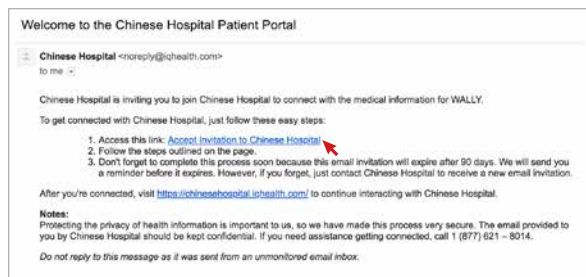 Welcome to the Chinese Hospital Patient Portal
Chinese Hospital <noreply@iqhealth.com>
to me
Chinese Hospital is inviting you to join Chinese Hospital to connect with the medical information for WALLY.
To get connected with Chinese Hospital, just follow these easy steps:
1. Access this link: Accept Invitation to Chinese Hospital
2. Follow the steps outlined on the page.
3. Don't forget to complete this process soon because this email invitation will expire after 90 days. We will send you
a reminder before it expires. However, if you forget, just contact Chinese Hospital to receive a new email invitation.
After you're connected, visit https://chinesehospital.iqhealth.com/ to continue interacting with Chinese Hospital.
Notes:
Protecting the privacy of health information is important to us, so we have made this process very secure. The email provided to
you by Chinese Hospital should be kept confidential. If you need assistance getting connected, call 1 (877) 621 – 8014.
Do not reply to this message as it was sent from an unmonitored email inbox.